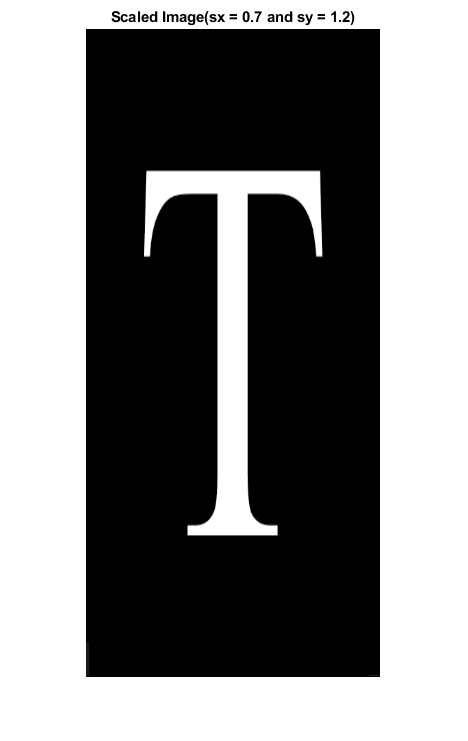 Scaled Image(sx = 0.7 and sy = 1.2)
T